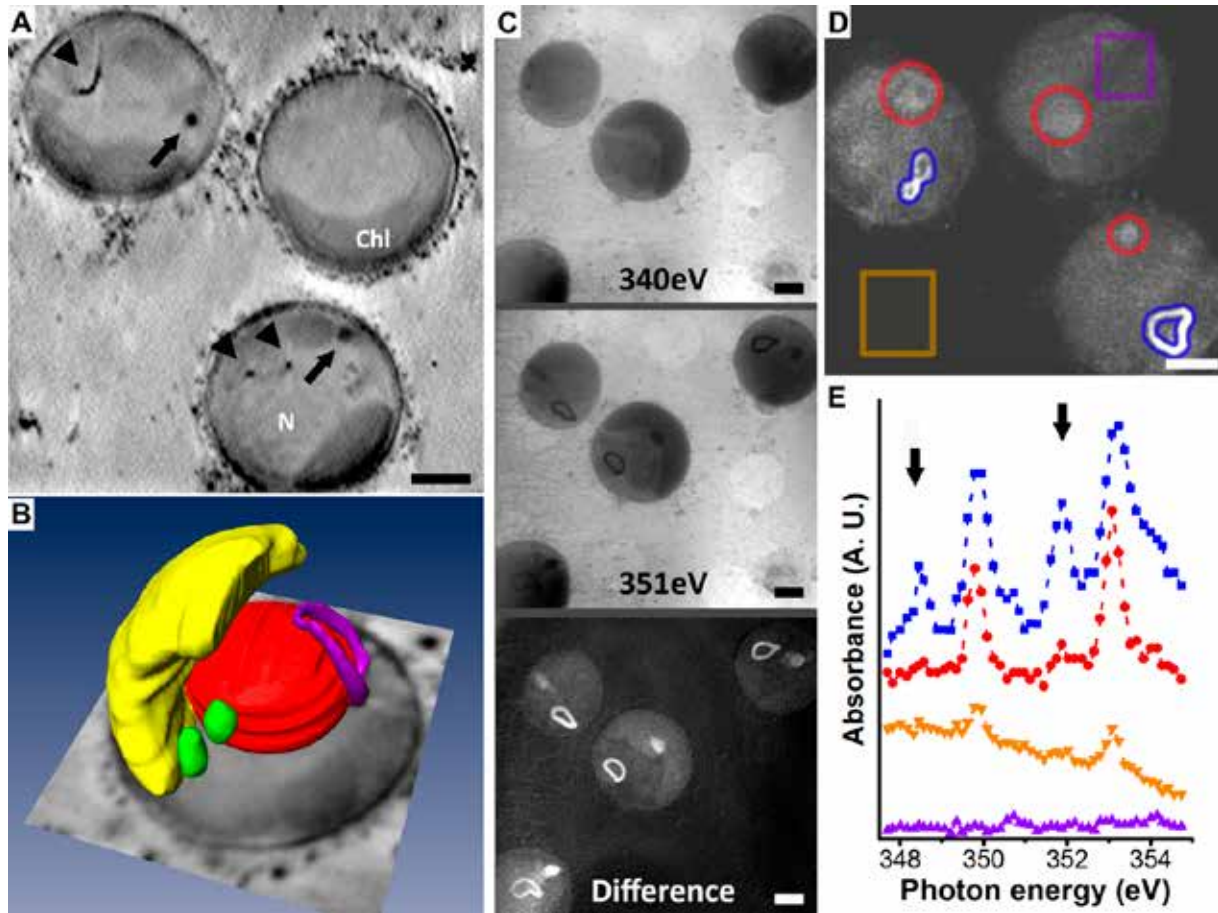 A
Chl
N
B
C
340eV
351eV
Difference
D
E
Absorbance (A. U.)
348 350 352 354
Photon energy (eV)